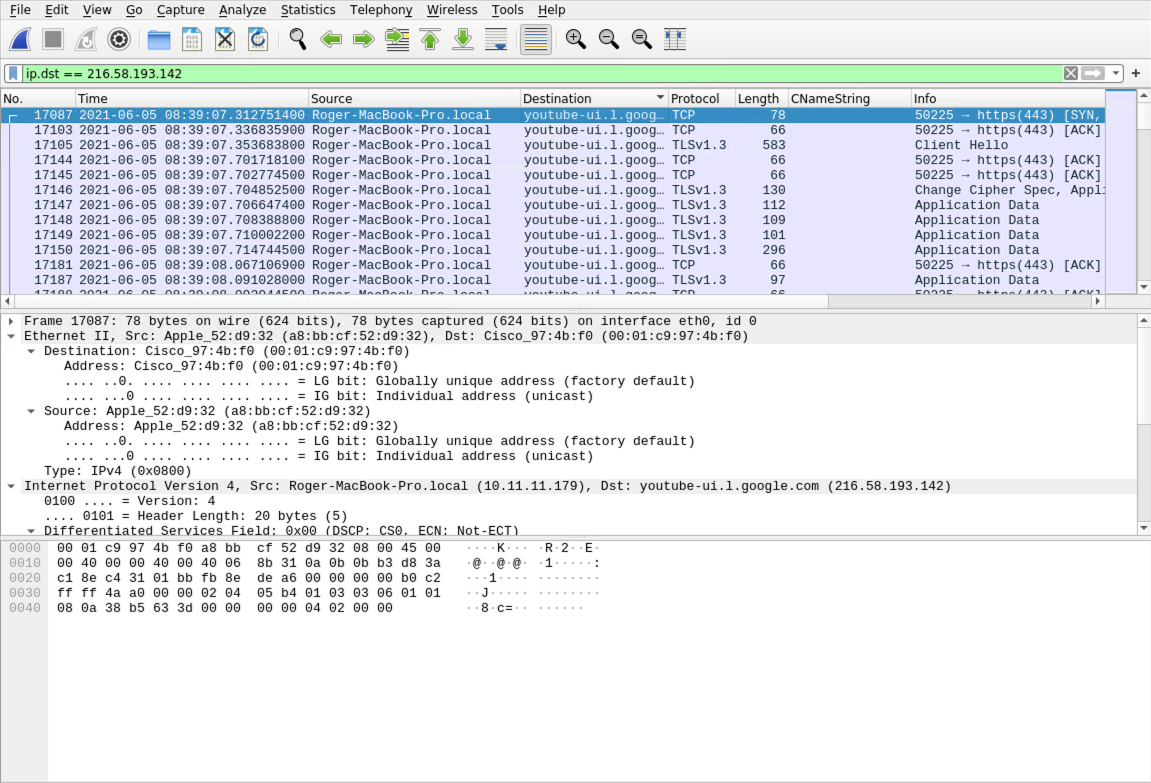 File Edit View Go Capture Analyze Statistics Telephony Wireless Tools Help
ip.dst == 216.58.193.142
No. Time Source Destination Protocol Length CNameString Info
17087 2021-06-05 08:39:07.312751400 Roger-MacBook-Pro.local youtube-ui.l.goog… TCP 78 50225 → https(443) [SYN,
17103 2021-06-05 08:39:07.336835900 Roger-MacBook-Pro.local youtube-ui.l.goog… TCP 66 50225 → https(443) [ACK]
17105 2021-06-05 08:39:07.353683800 Roger-MacBook-Pro.local youtube-ui.l.goog… TLSv1.3 583 Client Hello
17144 2021-06-05 08:39:07.701718100 Roger-MacBook-Pro.local youtube-ui.l.goog… TCP 66 50225 → https(443) [ACK]
17145 2021-06-05 08:39:07.702774500 Roger-MacBook-Pro.local youtube-ui.l.goog… TCP 66 50225 → https(443) [ACK]
17146 2021-06-05 08:39:07.704852500 Roger-MacBook-Pro.local youtube-ui.l.goog… TLSv1.3 130 Change Cipher Spec, Appli
17147 2021-06-05 08:39:07.706647400 Roger-MacBook-Pro.local youtube-ui.l.goog… TLSv1.3 112 Application Data
17148 2021-06-05 08:39:07.708388800 Roger-MacBook-Pro.local youtube-ui.l.goog… TLSv1.3 109 Application Data
17149 2021-06-05 08:39:07.710002200 Roger-MacBook-Pro.local youtube-ui.l.goog… TLSv1.3 101 Application Data
17150 2021-06-05 08:39:07.714744500 Roger-MacBook-Pro.local youtube-ui.l.goog… TLSv1.3 296 Application Data
17181 2021-06-05 08:39:08.067106900 Roger-MacBook-Pro.local youtube-ui.l.goog… TCP 66 50225 → https(443) [ACK]
17187 2021-06-05 08:39:08.091028000 Roger-MacBook-Pro.local youtube-ui.l.goog… TLSv1.3 97 Application Data
Frame 17087: 78 bytes on wire (624 bits), 78 bytes captured (624 bits) on interface eth0, id 0
Ethernet II, Src: Apple_52:d9:32 (a8:bb:cf:52:d9:32), Dst: Cisco_97:4b:f0 (00:01:c9:97:4b:f0)
Destination: Cisco_97:4b:f0 (00:01:c9:97:4b:f0)
Address: Cisco_97:4b:f0 (00:01:c9:97:4b:f0)
.... ..0. .... .... .... .... = LG bit: Globally unique address (factory default)
.... ...0 .... .... .... .... = IG bit: Individual address (unicast)
Source: Apple_52:d9:32 (a8:bb:cf:52:d9:32)
Address: Apple_52:d9:32 (a8:bb:cf:52:d9:32)
.... ..0. .... .... .... .... = LG bit: Globally unique address (factory default)
.... ...0 .... .... .... .... = IG bit: Individual address (unicast)
Type: IPv4 (0x0800)
Internet Protocol Version 4, Src: Roger-MacBook-Pro.local (10.11.11.179), Dst: youtube-ui.l.google.com (216.58.193.142)
0100 .... = Version: 4
.... 0101 = Header Length: 20 bytes (5)
Differentiated Services Field: 0x00 (DSCP: CS0, ECN: Not-ECT)
0000 00 01 c9 97 4b f0 a8 bb cf 52 d9 32 08 00 45 00 ····K··· ·R·2··E·
0010 00 40 00 00 40 00 40 06 8b 31 0a 0b 0b b3 d8 3a ·@··@·@· ·1·····:
0020 c1 8e c4 31 01 bb fb 8e de a6 00 00 00 00 b0 c2 ···1···· ········
0030 ff ff 4a a0 00 00 02 04 05 b4 01 03 03 06 01 01 ··J····· ········
0040 08 0a 38 b5 63 3d 00 00 00 00 04 02 00 00 ··8·c=·· ······